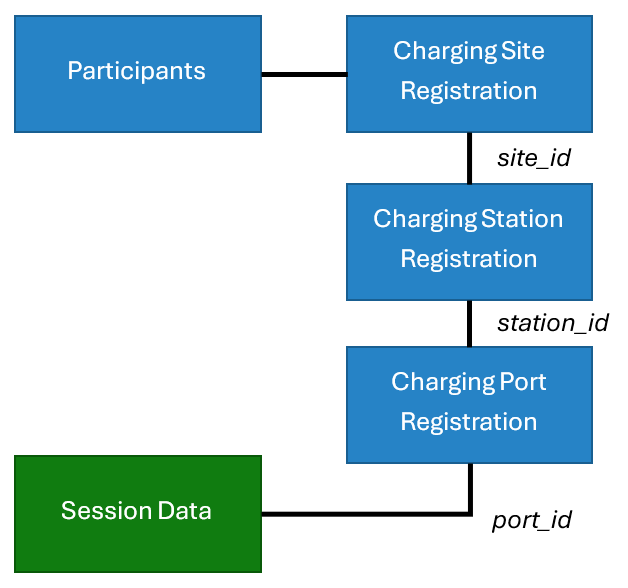 Participants
Charging Site
Registration
site_id
Charging Station
Registration
station_id
Charging Port
Registration
Session Data
port_id